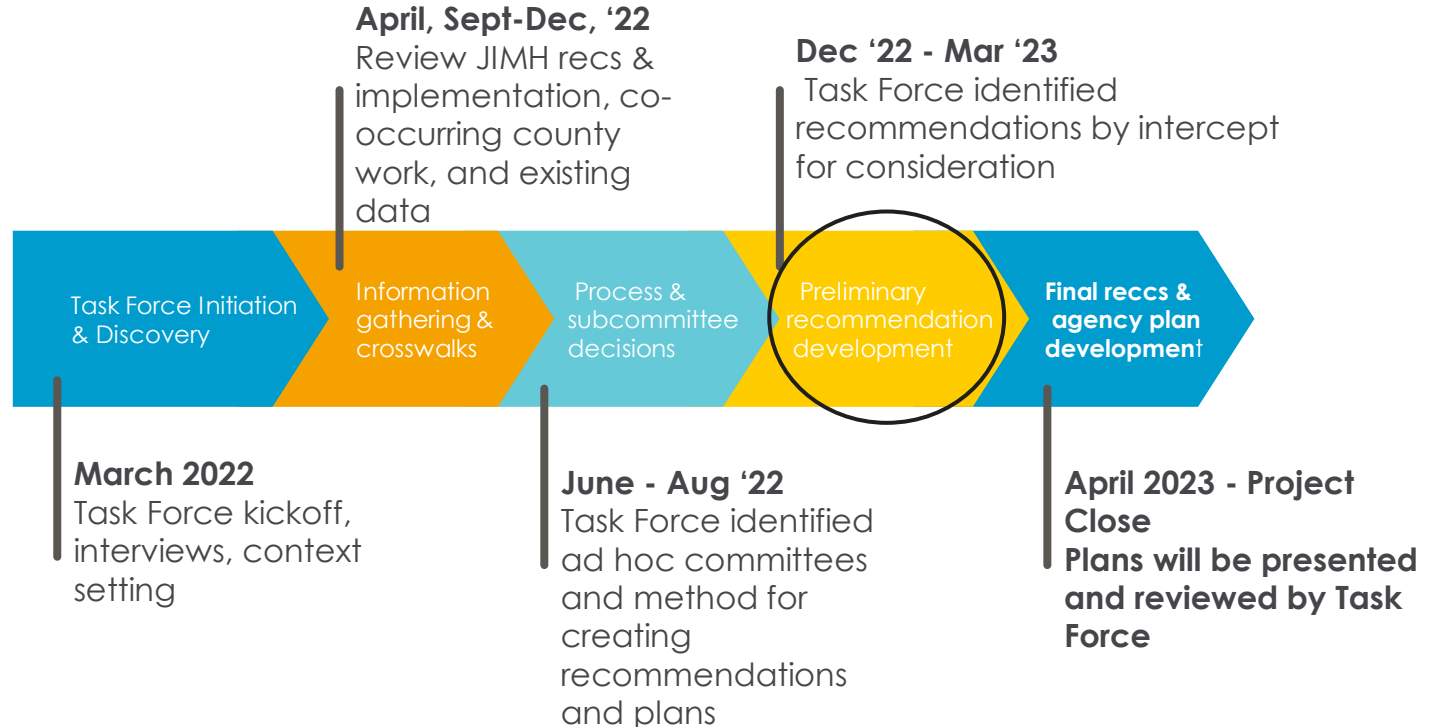 April, Sept-Dec, ‘22
Review JIMH recs &
implementation, co-
occurring county
work, and existing
data
Dec ‘22 - Mar ‘23
Task Force identified
recommendations by intercept
for consideration
Task Force Initiation
& Discovery
Information
gathering &
crosswalks
Process &
subcommittee
decisions
Preliminary
recommendation
development
Final reccs &
agency plan
development
March 2022
Task Force kickoff,
interviews, context
setting
June - Aug ‘22
Task Force identified
ad hoc committees
and method for
creating
recommendations
and plans
April 2023 - Project
Close
Plans will be presented
and reviewed by Task
Force